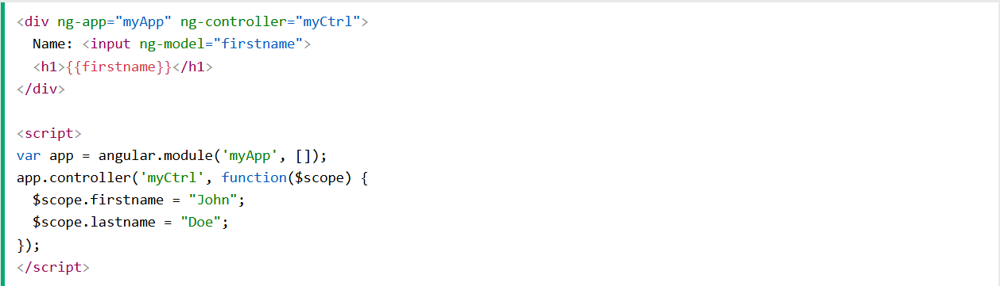 <div ng-app="myApp" ng-controller="myCtrl">
  Name: <input ng-model="firstname">
  <h1>{{firstname}}</h1>
</div>

<script>
var app = angular.module('myApp', []);
app.controller('myCtrl', function($scope) {
  $scope.firstname = "John";
  $scope.lastname = "Doe";
});
</script>